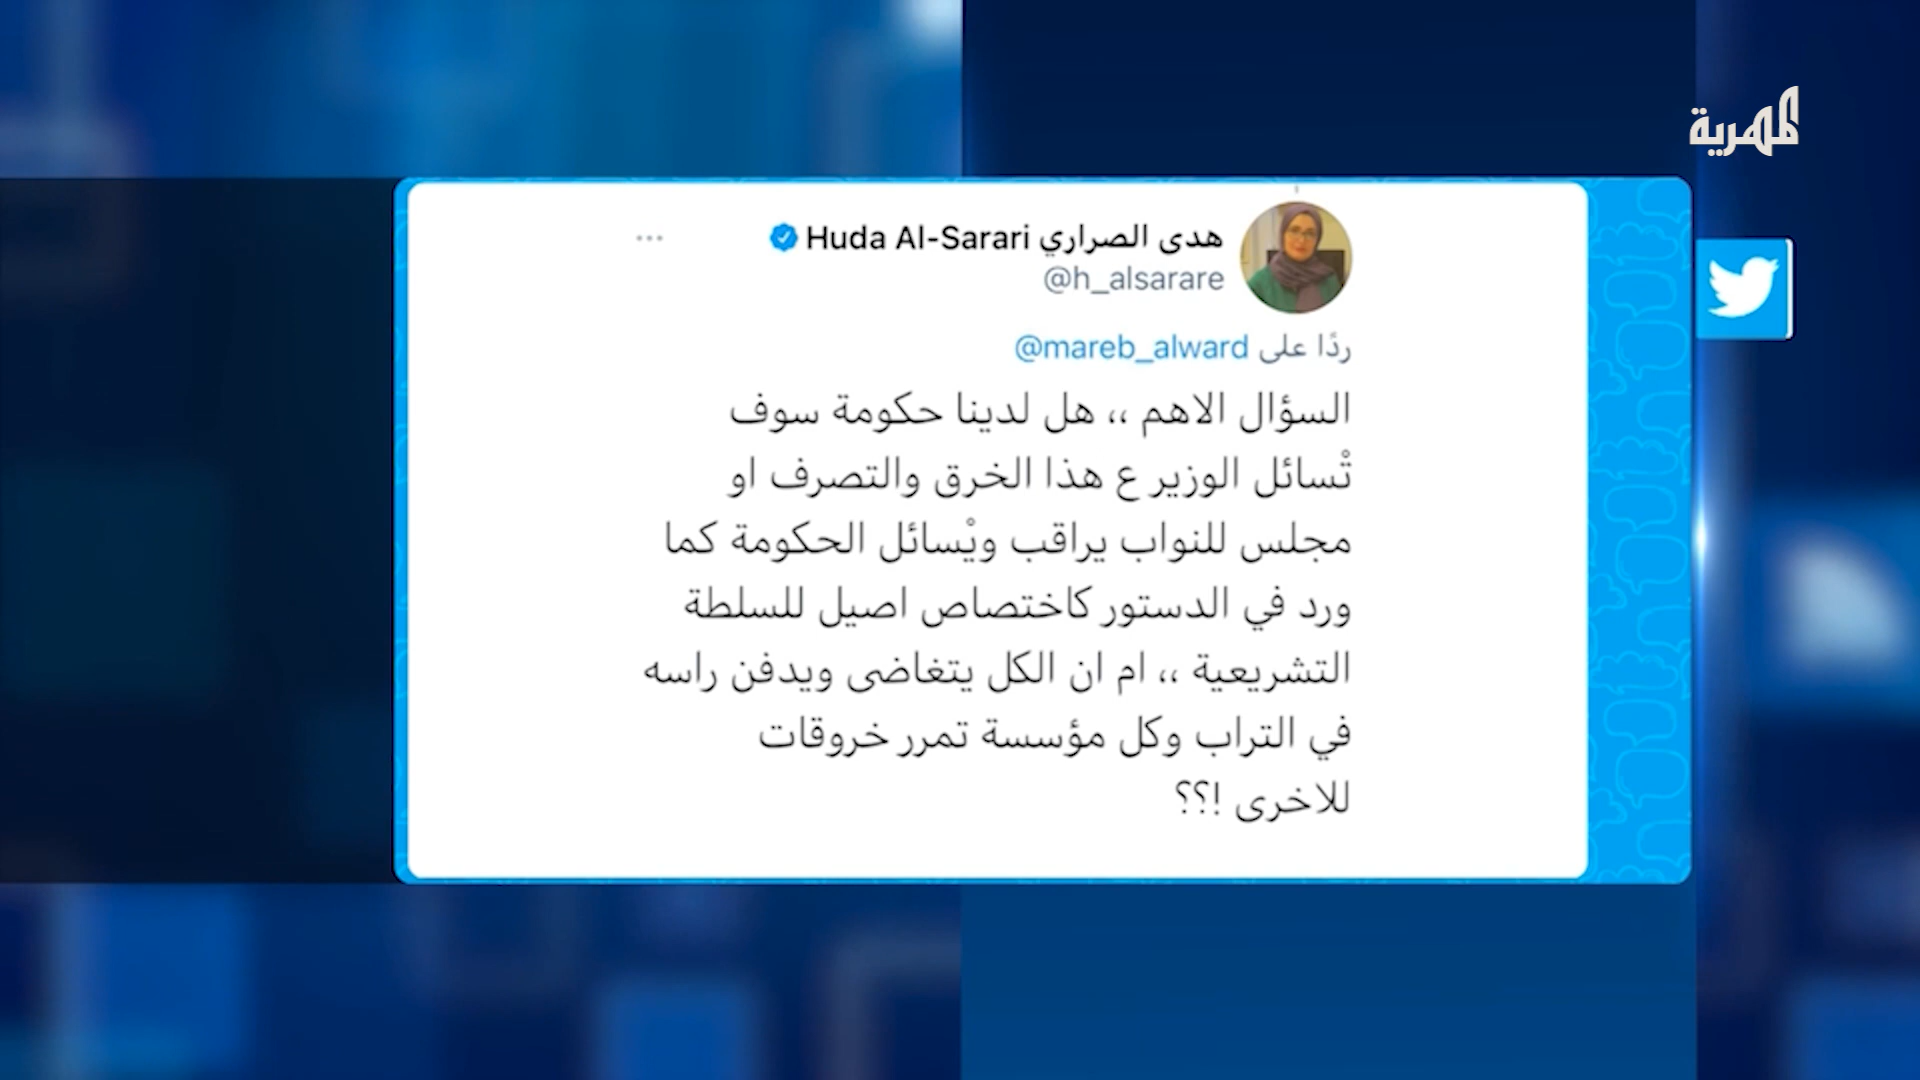 المهرية
هدى الصراري Huda Al-Sarari
@h_alsarare
ردًا على @mareb_alward
السؤال الاهم ،، هل لدينا حكومة سوف
تْسائل الوزير ع هذا الخرق والتصرف او
مجلس للنواب يراقب ويْسائل الحكومة كما
ورد في الدستور كاختصاص اصيل للسلطة
التشريعية ،، ام ان الكل يتغاضى ويدفن راسه
في التراب وكل مؤسسة تمرر خروقات
للاخرى !؟؟